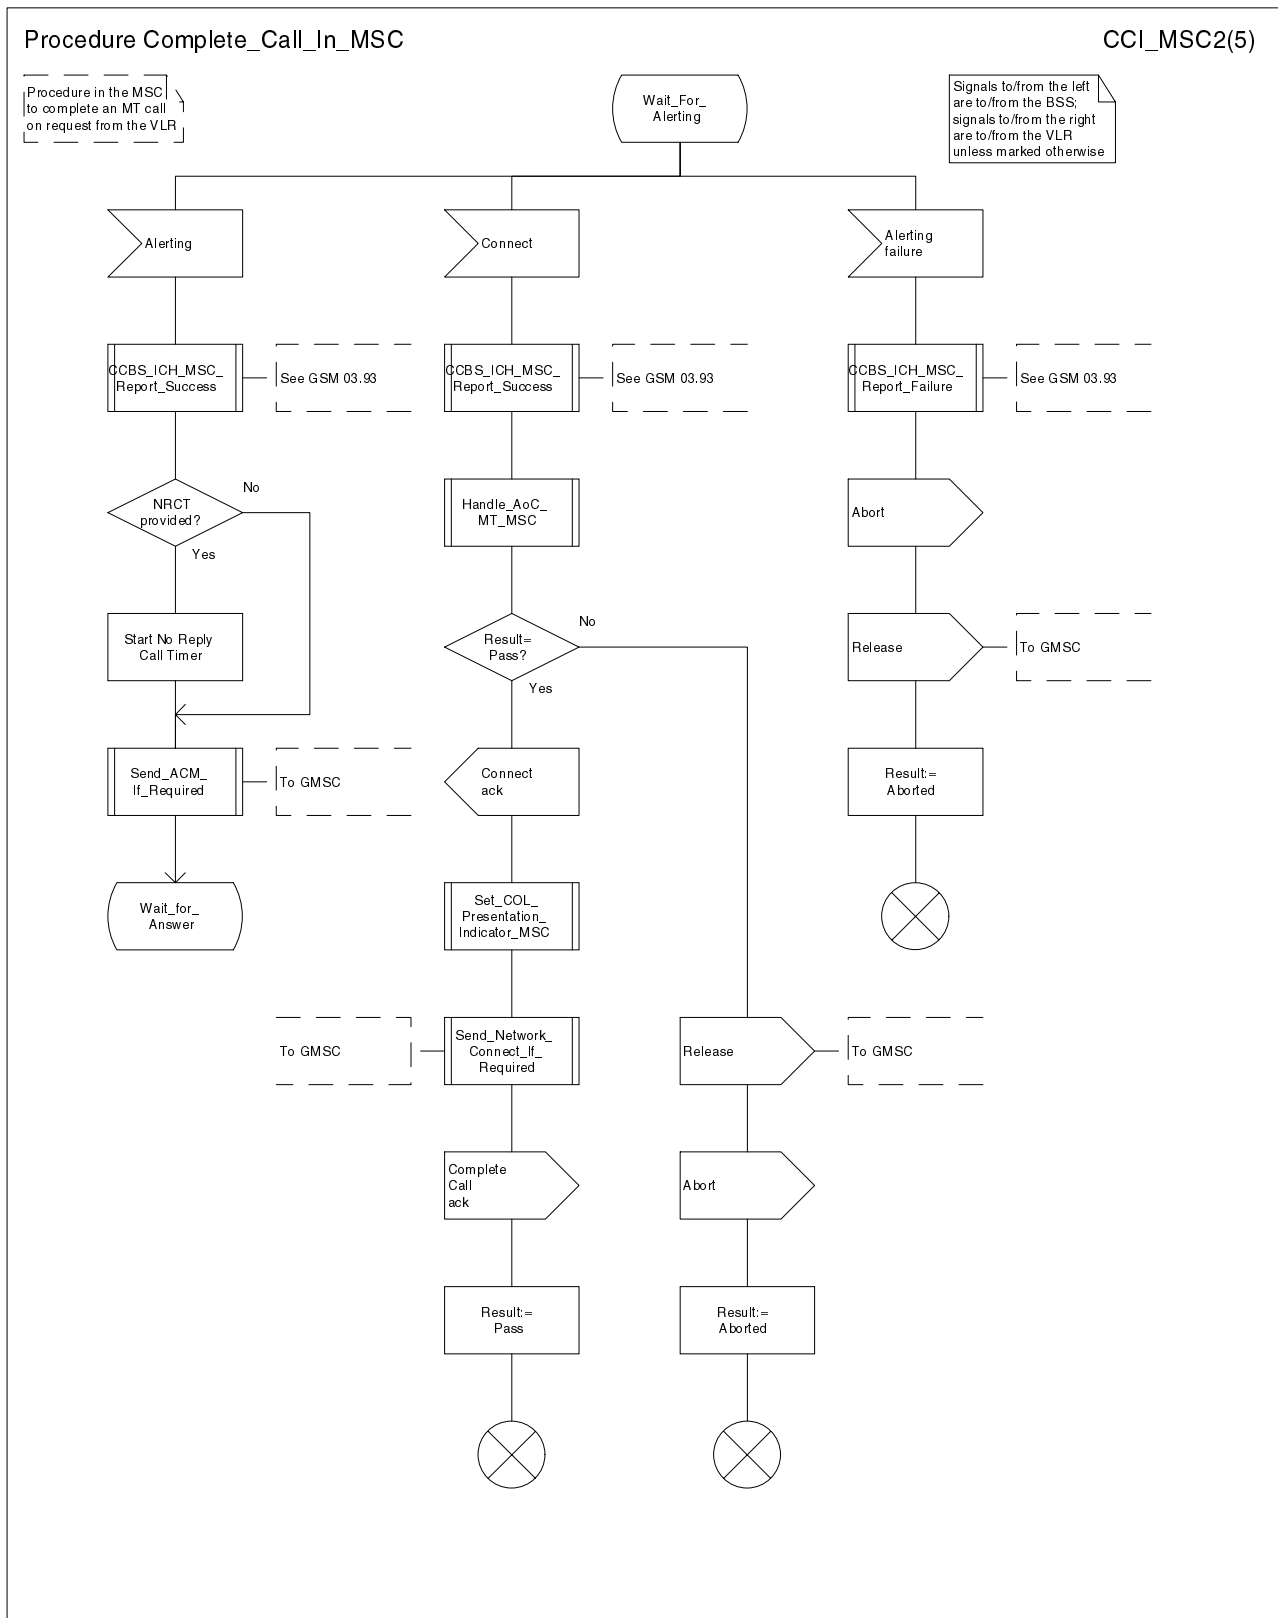 Procedure Complete_Call_In_MSC
CCI_MSC2(5)
Procedure in the MSC
to complete an MT call
on request from the VLR
Wait_For_
Alerting
Signals to/from the left
are to/from the BSS;
signals to/from the right
are to/from the VLR
unless marked otherwise
Alerting
Connect
Alerting
failure
CCBS_ICH_MSC_
Report_Success
See GSM 03.93
CCBS_ICH_MSC_
Report_Success
See GSM 03.93
CCBS_ICH_MSC_
Report_Failure
See GSM 03.93
NRCT
provided?
No
Yes
Handle_AoC_
MT_MSC
Abort
Start No Reply
Call Timer
Result=
Pass?
No
Yes
Release
To GMSC
Send_ACM_
If_Required
To GMSC
Connect
ack
Result:=
Aborted
Wait_for_
Answer
Set_COL_
Presentation_
Indicator_MSC
To GMSC
Send_Network_
Connect_If_
Required
Release
To GMSC
Complete
Call
ack
Abort
Result:=
Pass
Result:=
Aborted